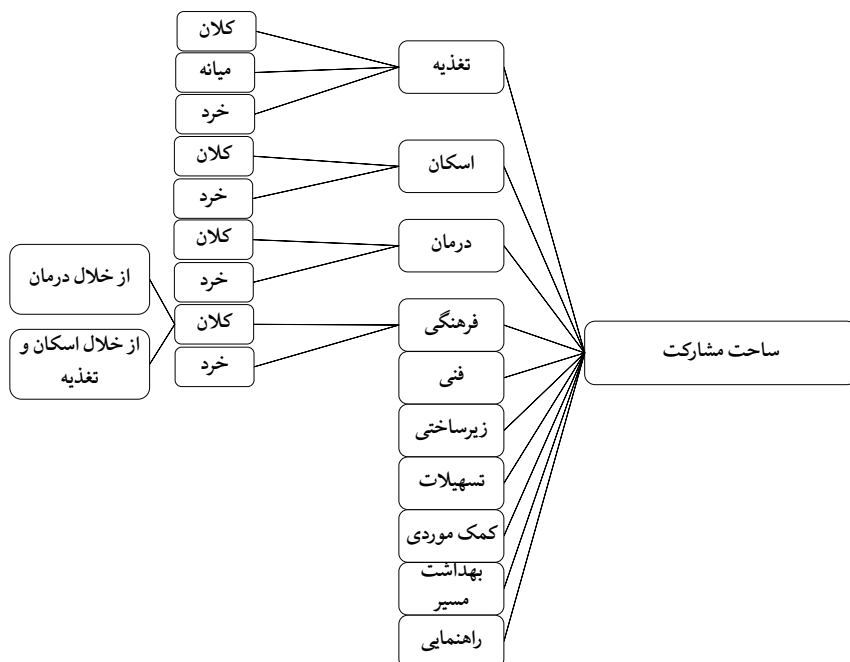 ساحت مشارکت
تغذیه
کلان
میانه
خرد
اسکان
کلان
خرد
درمان
کلان
خرد
فرهنگی
کلان
از خلال درمان
از خلال اسکان و
تغذیه
خرد
فنی
زیرساختی
تسهیلات
کمک موردی
بهداشت
مسیر
راهنمایی